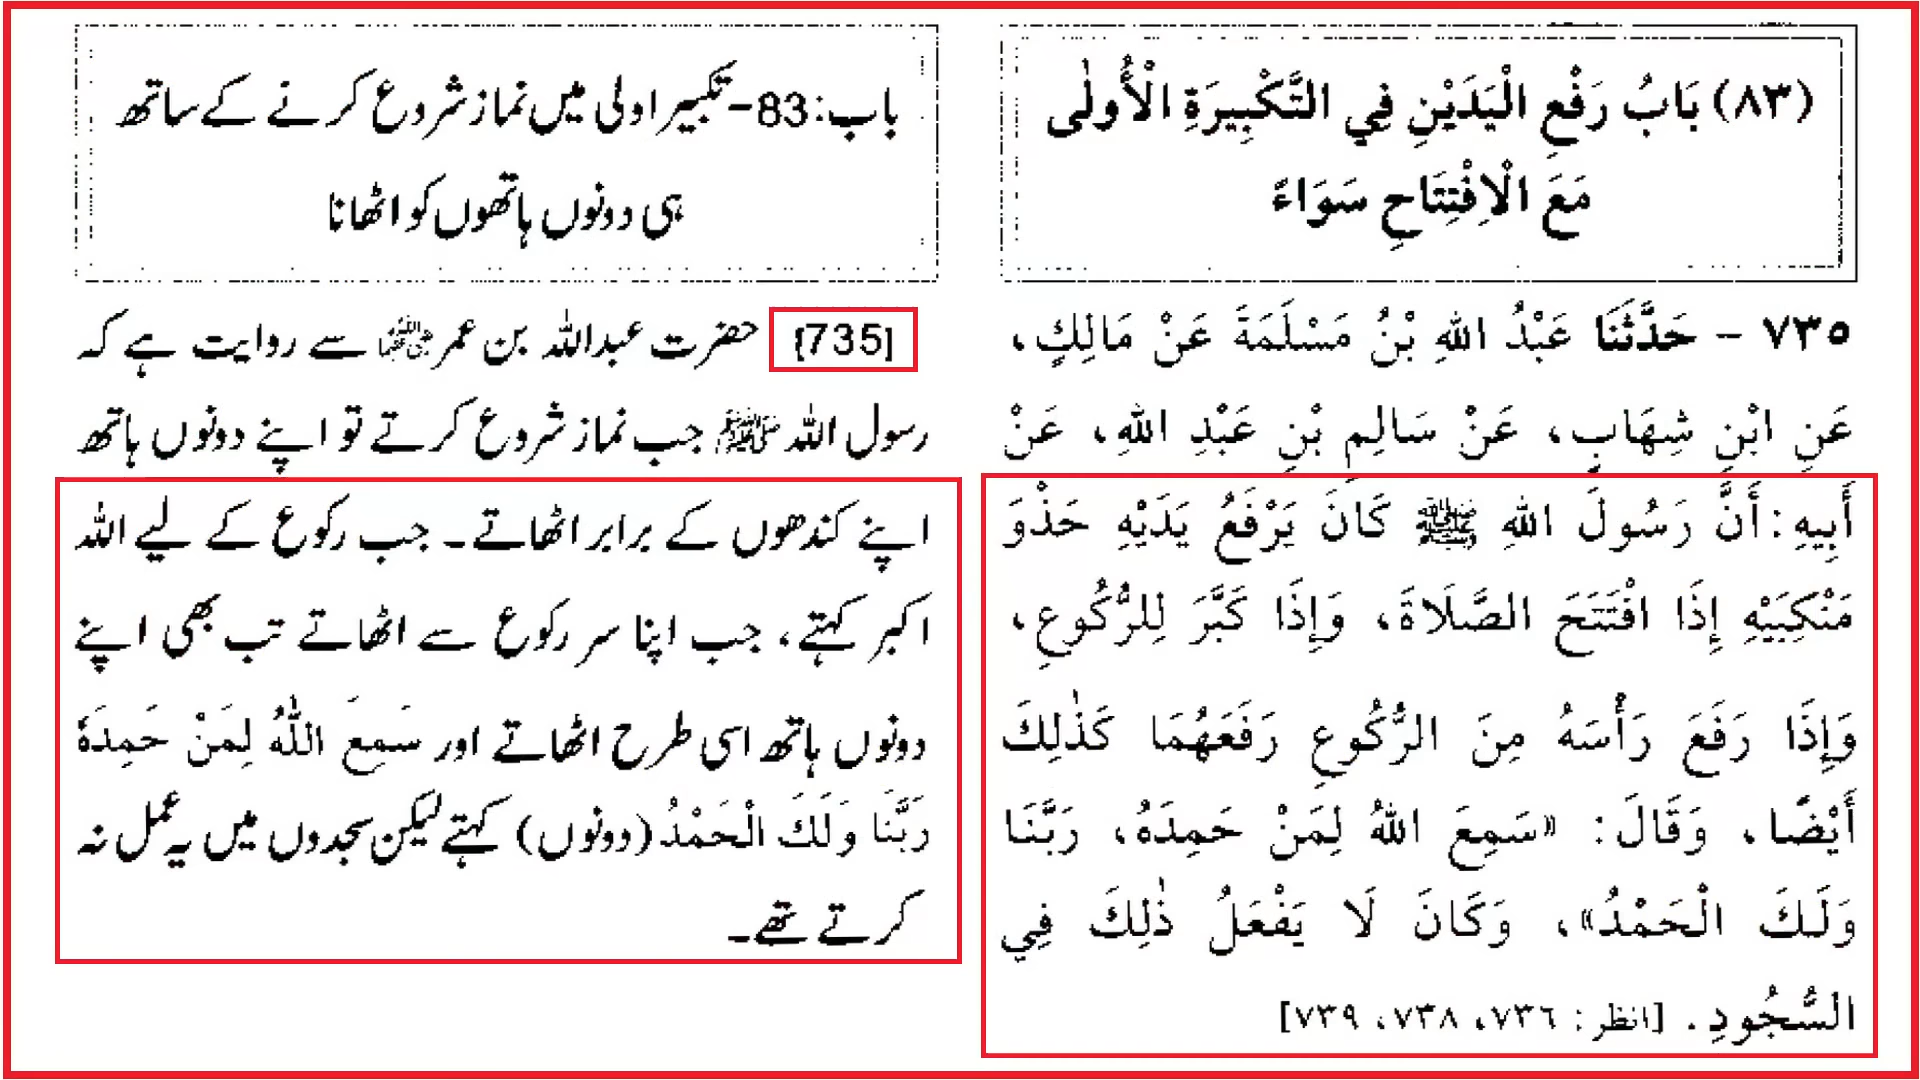 (٨٣) بَابُ رَفْعِ الْيَدَيْنِ فِي التَّكْبِيرَةِ الْأُولٰى
مَعَ الْاِفْتِتَاحِ سَوَاءً
٧٣٥ - حَدَّثَنَا عَبْدُ اللهِ بْنُ مَسْلَمَةَ عَنْ مَالِكٍ،
عَنِ ابْنِ شِهَابٍ، عَنْ سَالِمِ بْنِ عَبْدِ اللهِ، عَنْ
أَبِيهِ: أَنَّ رَسُولَ اللهِ ﷺ كَانَ يَرْفَعُ يَدَيْهِ حَذْوَ
مَنْكِبَيْهِ إِذَا افْتَتَحَ الصَّلَاةَ، وَإِذَا كَبَّرَ لِلرُّكُوعِ،
وَإِذَا رَفَعَ رَأْسَهُ مِنَ الرُّكُوعِ رَفَعَهُمَا كَذٰلِكَ
أَيْضًا، وَقَالَ: «سَمِعَ اللهُ لِمَنْ حَمِدَهُ، رَبَّنَا
وَلَكَ الْحَمْدُ»، وَكَانَ لَا يَفْعَلُ ذٰلِكَ فِي
السُّجُودِ. [انظر: ٧٣٦، ٧٣٨، ٧٣٩]
باب:83-تکبیر اولی میں نماز شروع کرنے کے ساتھ
ہی دونوں ہاتھوں کو اٹھانا
[735] حضرت عبداللہ بن عمر ؓ سے روایت ہے کہ
رسول اللہ ﷺ جب نماز شروع کرتے تو اپنے دونوں ہاتھ
اپنے کندھوں کے برابر اٹھاتے۔ جب رکوع کے لیے اللہ
اکبر کہتے، جب اپنا سر رکوع سے اٹھاتے تب بھی اپنے
دونوں ہاتھ اسی طرح اٹھاتے اور سَمِعَ اللّٰهُ لِمَنْ حَمِدَهٗ
رَبَّنَا وَلَكَ الْحَمْدُ (دونوں) کہتے لیکن سجدوں میں یہ عمل نہ
کرتے تھے۔